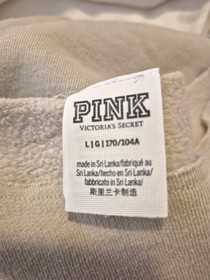 PINK
VICTORIA'S SECRET
L|G|170/104A
made in Sri Lanka/fabriqué au
Sri Lanka/hecho en Sri Lanka/
fabbricato in Sri Lanka/
斯里兰卡制造